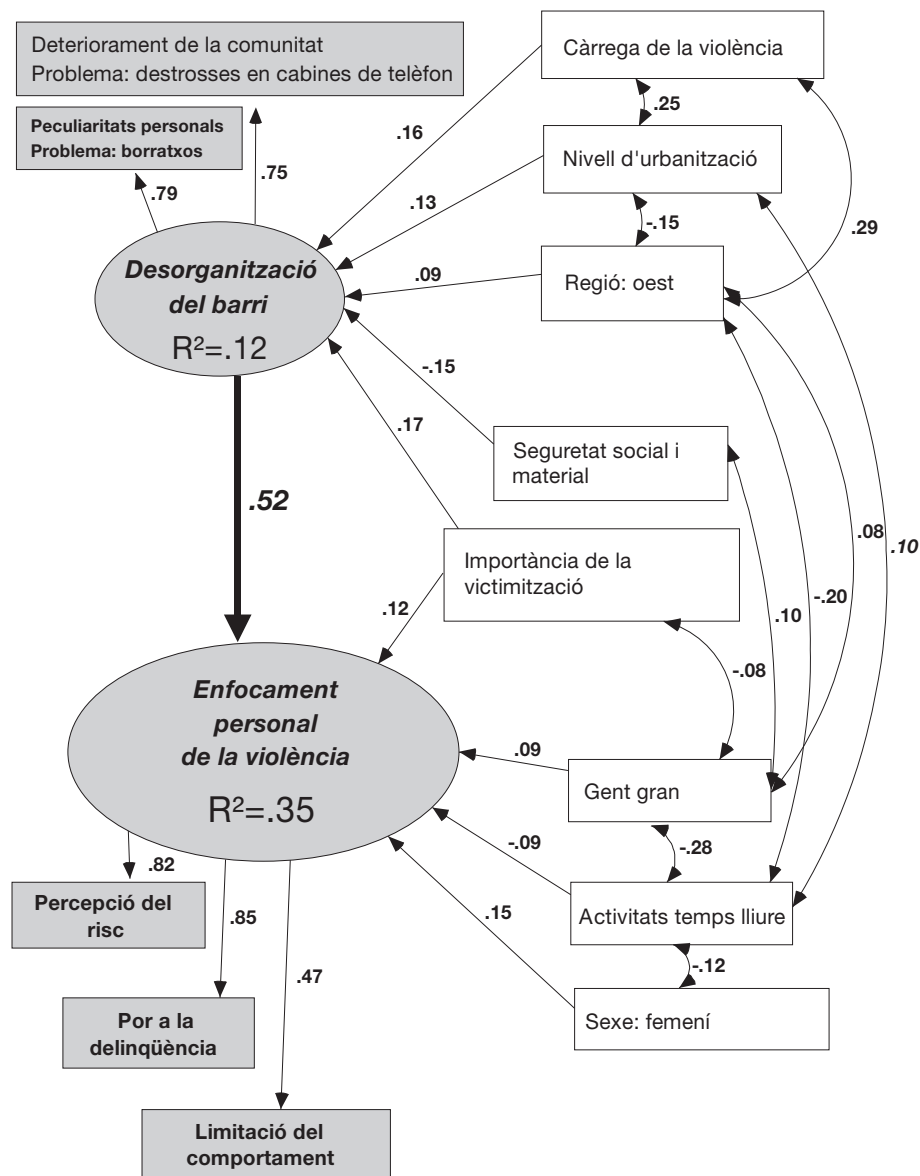 Deteriorament de la comunitat
Problema: destrosses en cabines de telèfon
Càrrega de la violència
.25
Peculiaritats personals
Problema: borratxos
.16
.75
.79
Nivell d'urbanització
.13
-.15
.29
Desorganització
del barri
R²=.12
.09
Regió: oest
-.15
.17
Seguretat social i
material
.52
.08
.10
Importància de la
victimització
.12
-.20
.10
-.08
Enfocament
personal
de la violència
R²=.35
.09
Gent gran
-.09
-.28
.82
Percepció del
risc
.85
.15
Activitats temps lliure
-.12
.47
Por a la
delinqüència
Sexe: femení
Limitació del
comportament